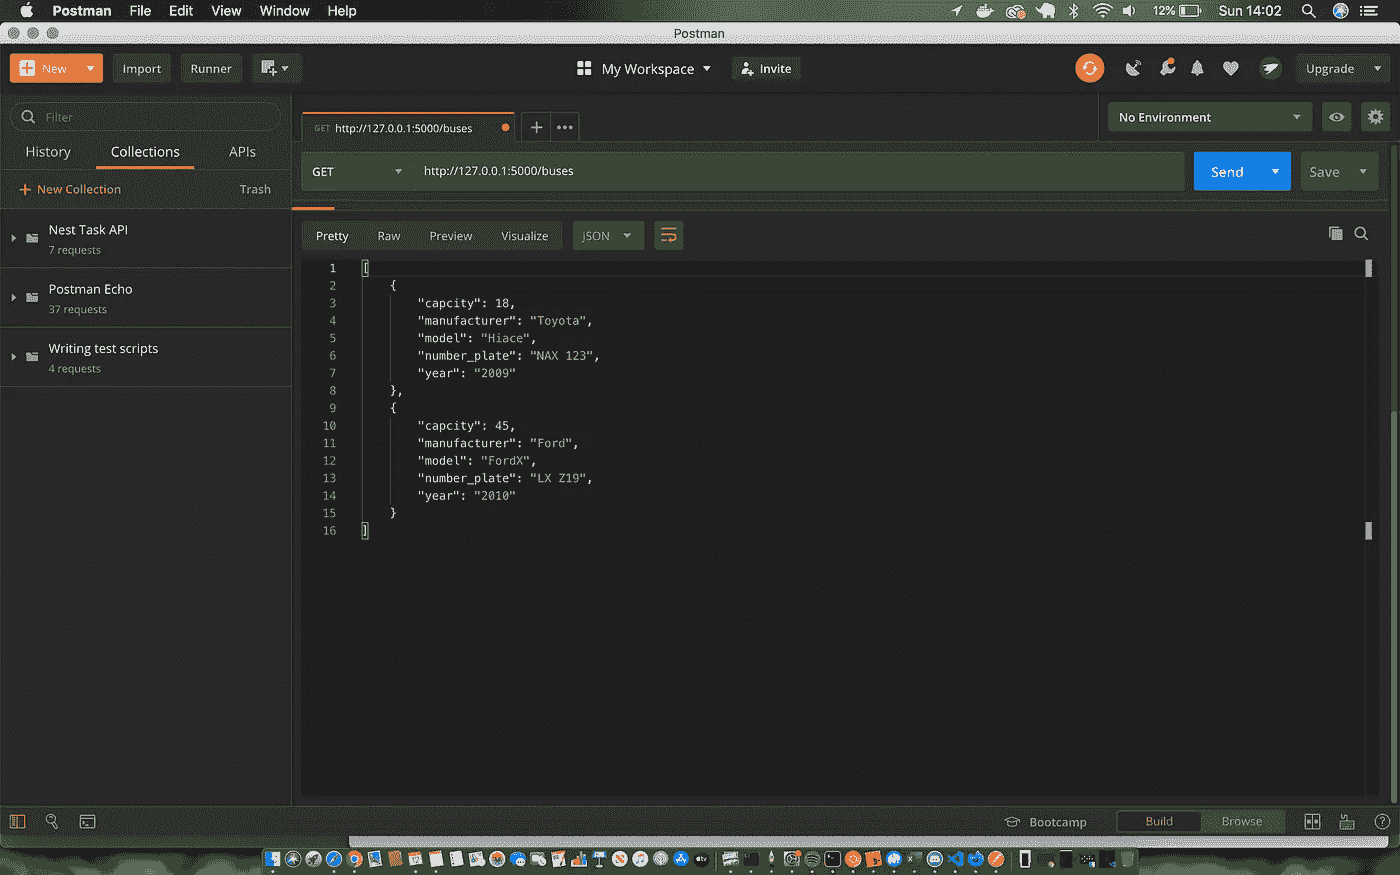 Postman File Edit View Window Help 12% Sun 14:02
Postman
New Import Runner My Workspace Invite Upgrade
Filter
History Collections APIs
New Collection Trash
Nest Task API
7 requests
Postman Echo
37 requests
Writing test scripts
4 requests
GET http://127.0.0.1:5000/buses
No Environment
GET http://127.0.0.1:5000/buses Send Save
Pretty Raw Preview Visualize JSON
1 [
2 {
3 "capcity": 18,
4 "manufacturer": "Toyota",
5 "model": "Hiace",
6 "number_plate": "NAX 123",
7 "year": "2009"
8 },
9 {
10 "capcity": 45,
11 "manufacturer": "Ford",
12 "model": "FordX",
13 "number_plate": "LX Z19",
14 "year": "2010"
15 }
16 ]
Bootcamp Build Browse